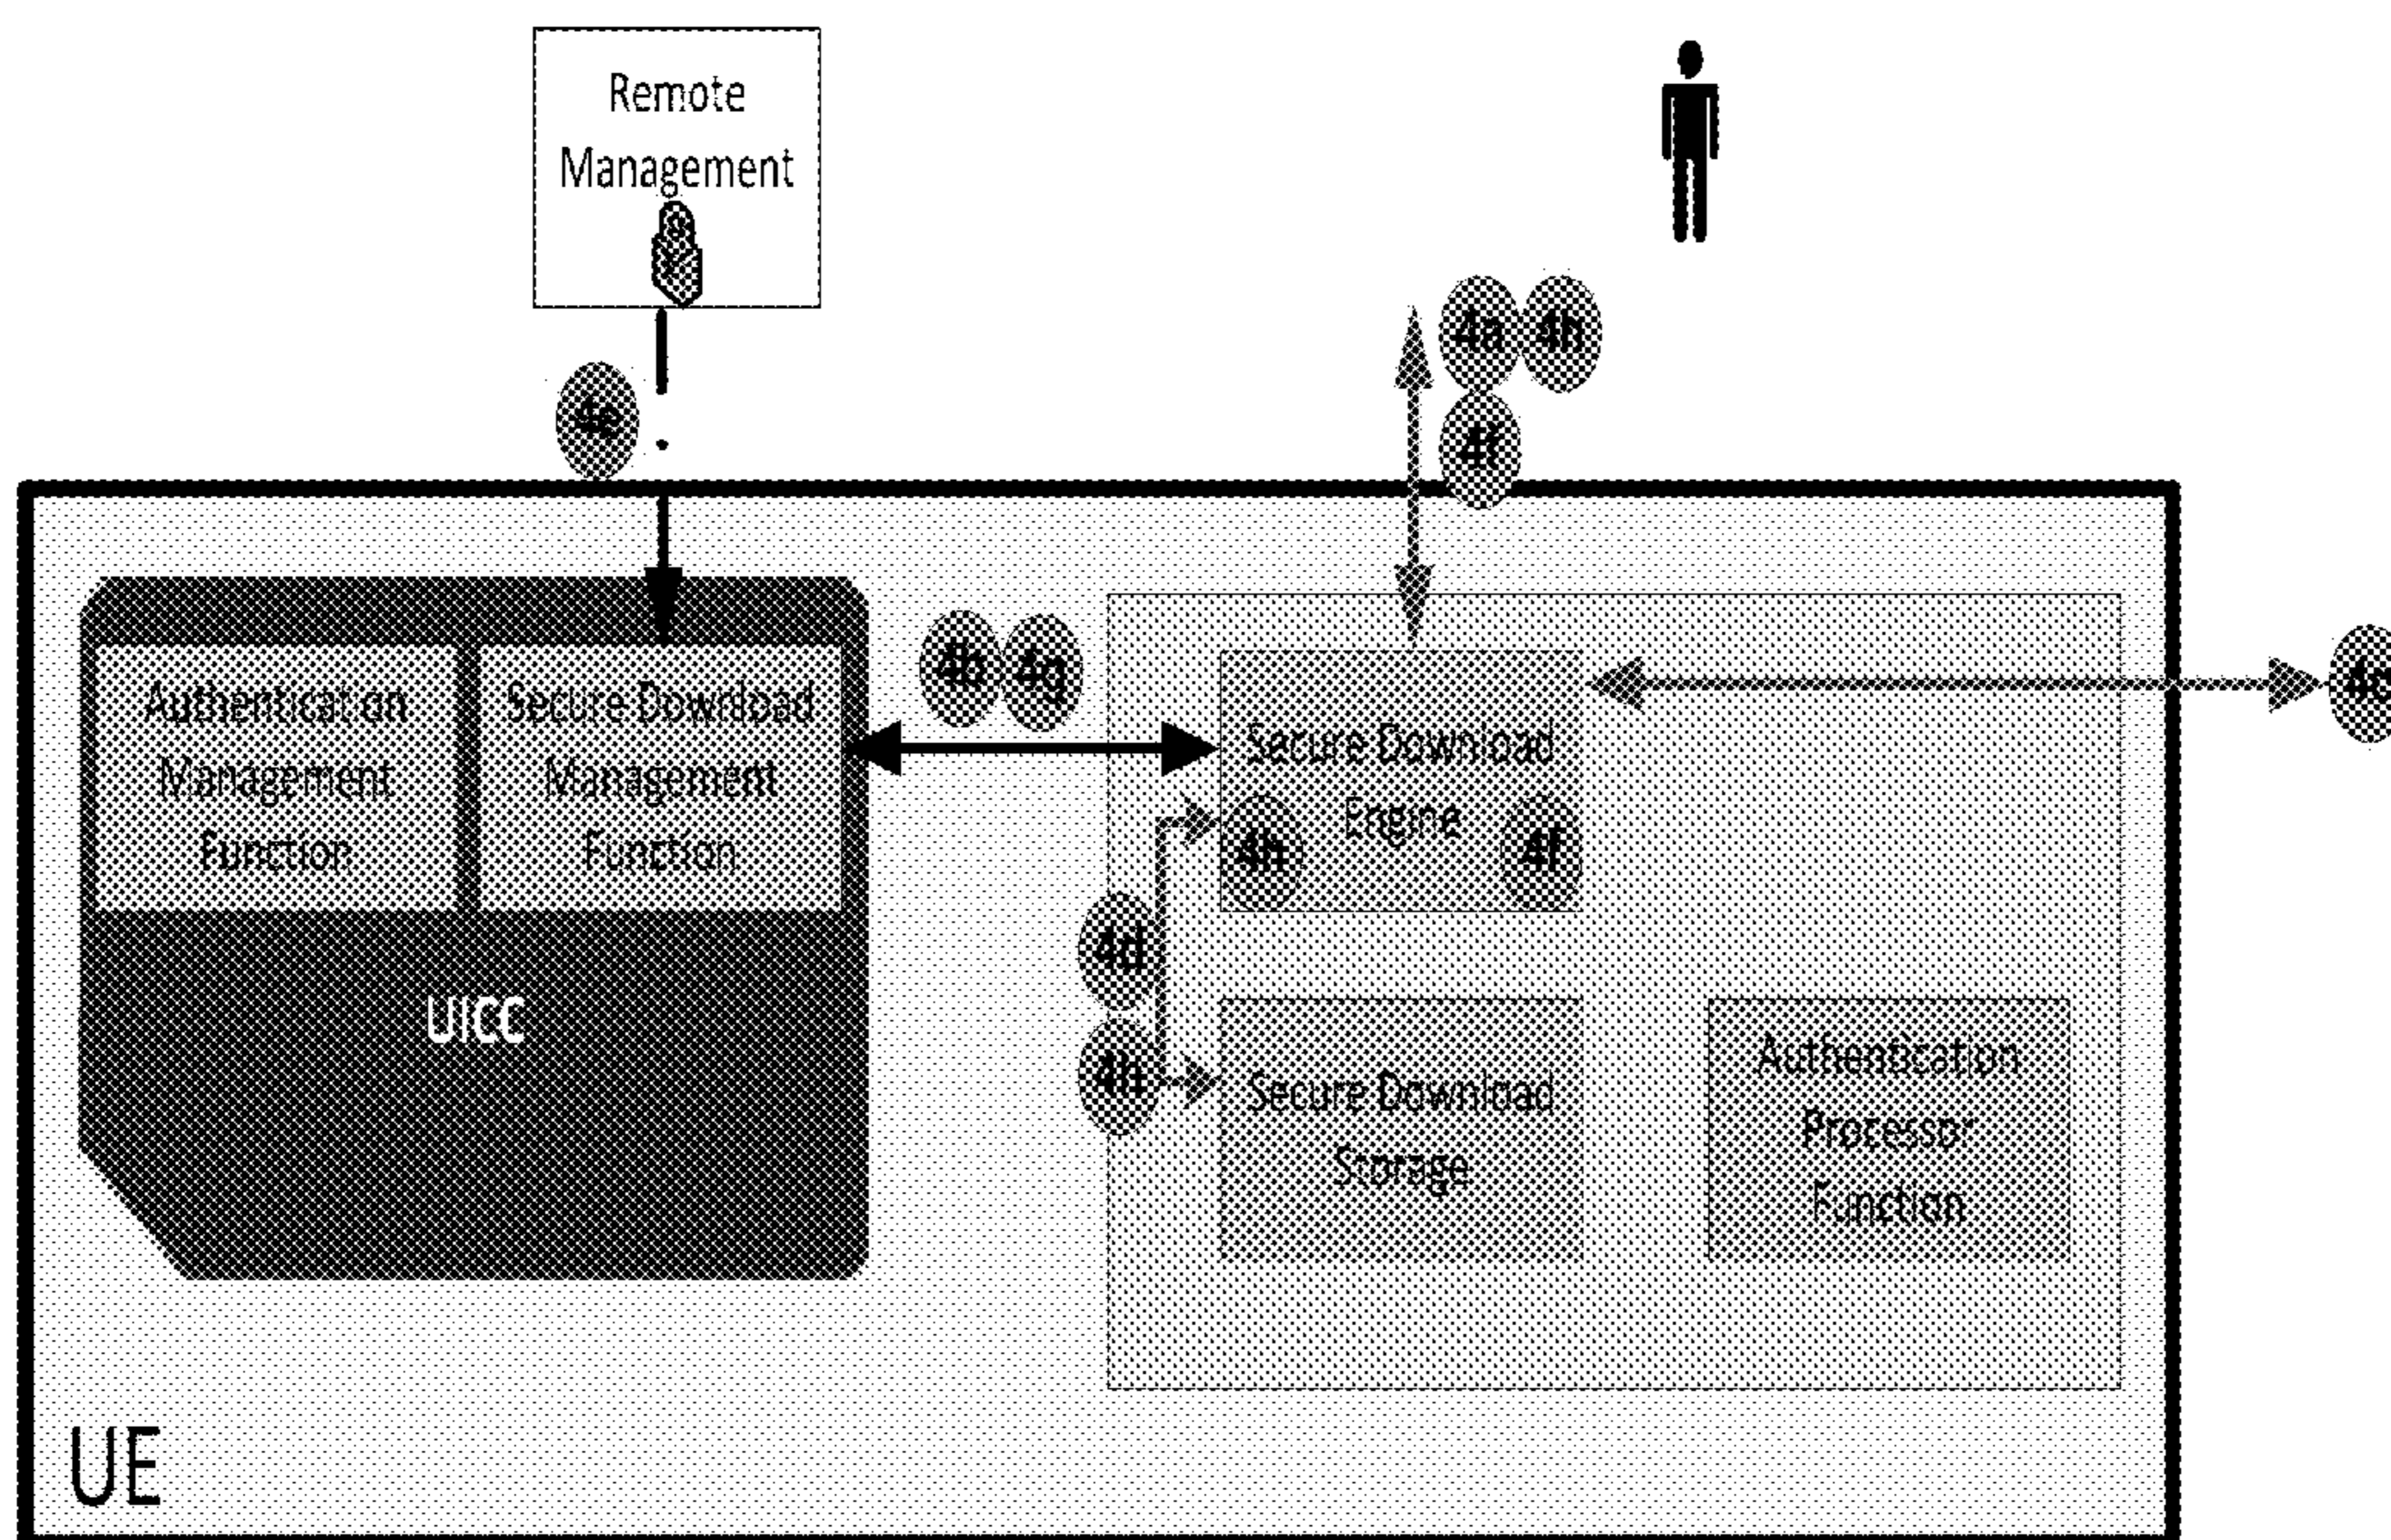 Remote
Management
4e
4a 4h
4f
Authentication
Management
Function
Secure Download
Management
Function
4b 4g
4c
Secure Download
Engine
4h
4f
4d
4h
UICC
Secure Download
Storage
Authentication
Processor
Function
UE